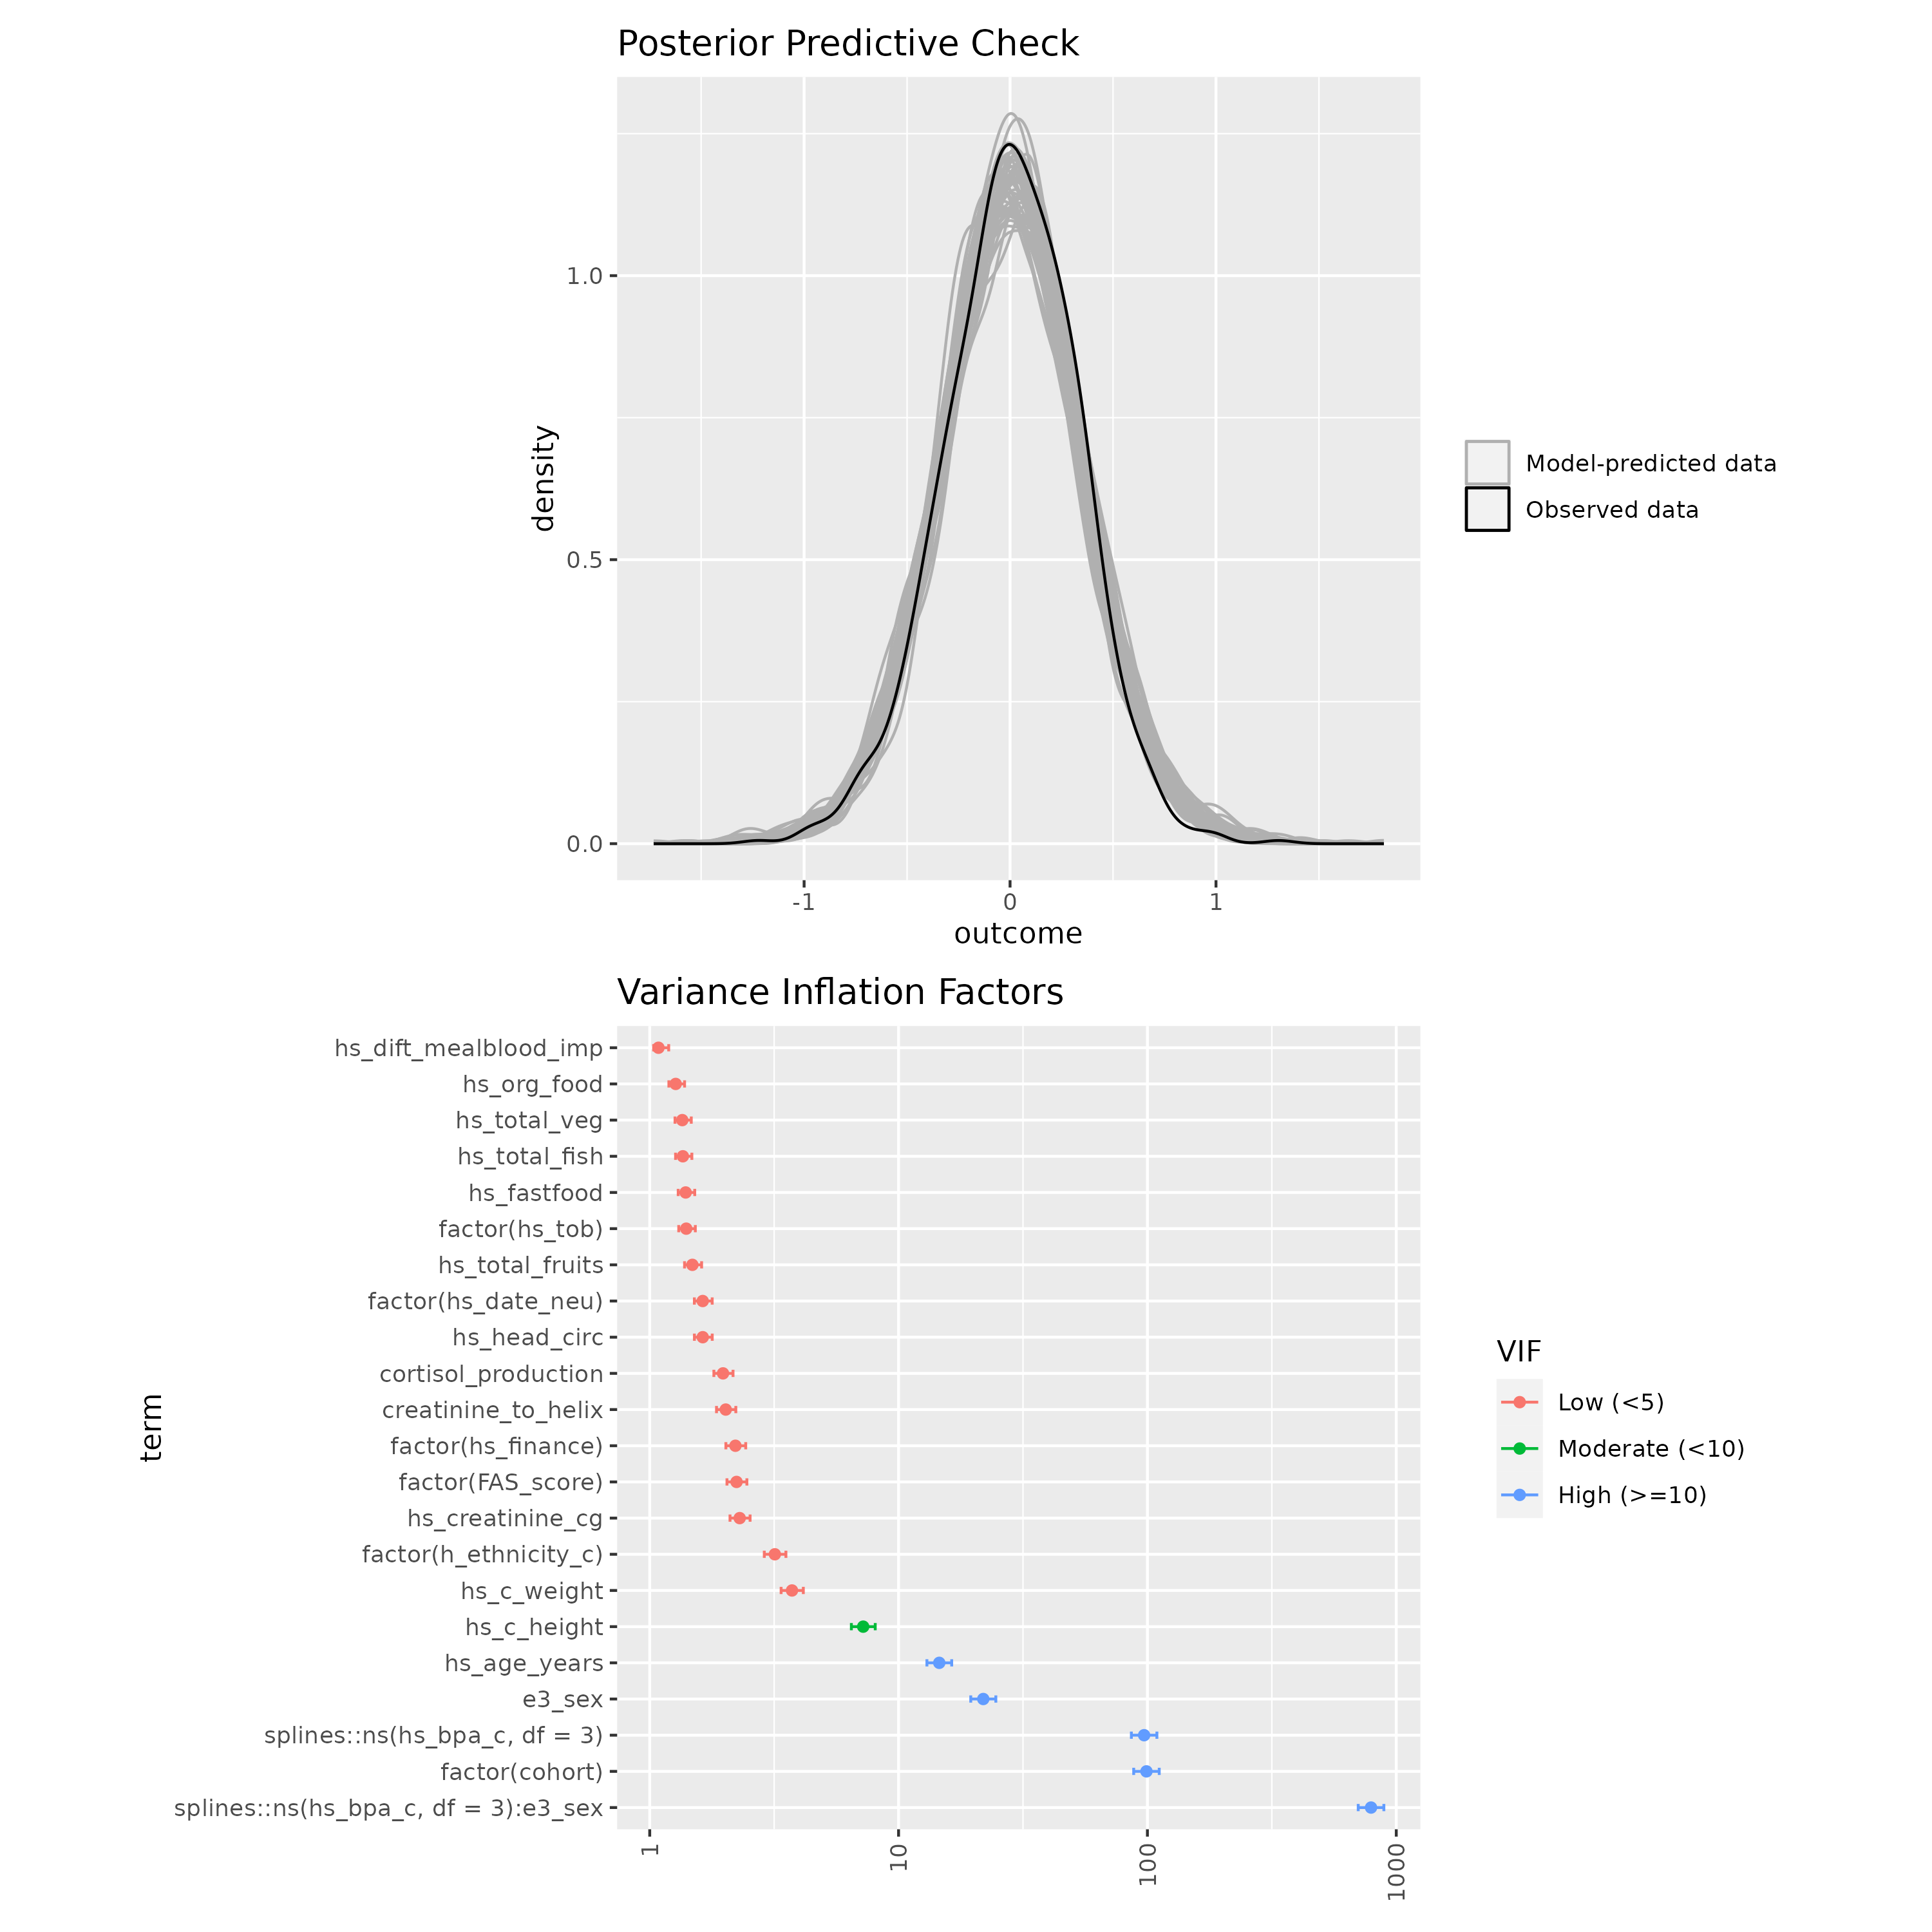 Posterior Predictive Check
density
1.0
0.5
0.0
-1
0
1
outcome
Model-predicted data
Observed data
Variance Inflation Factors
term
hs_dift_mealblood_imp
hs_org_food
hs_total_veg
hs_total_fish
hs_fastfood
factor(hs_tob)
hs_total_fruits
factor(hs_date_neu)
hs_head_circ
cortisol_production
creatinine_to_helix
factor(hs_finance)
factor(FAS_score)
hs_creatinine_cg
factor(h_ethnicity_c)
hs_c_weight
hs_c_height
hs_age_years
e3_sex
splines::ns(hs_bpa_c, df = 3)
factor(cohort)
splines::ns(hs_bpa_c, df = 3):e3_sex
1
10
100
1000
VIF
Low (<5)
Moderate (<10)
High (>=10)